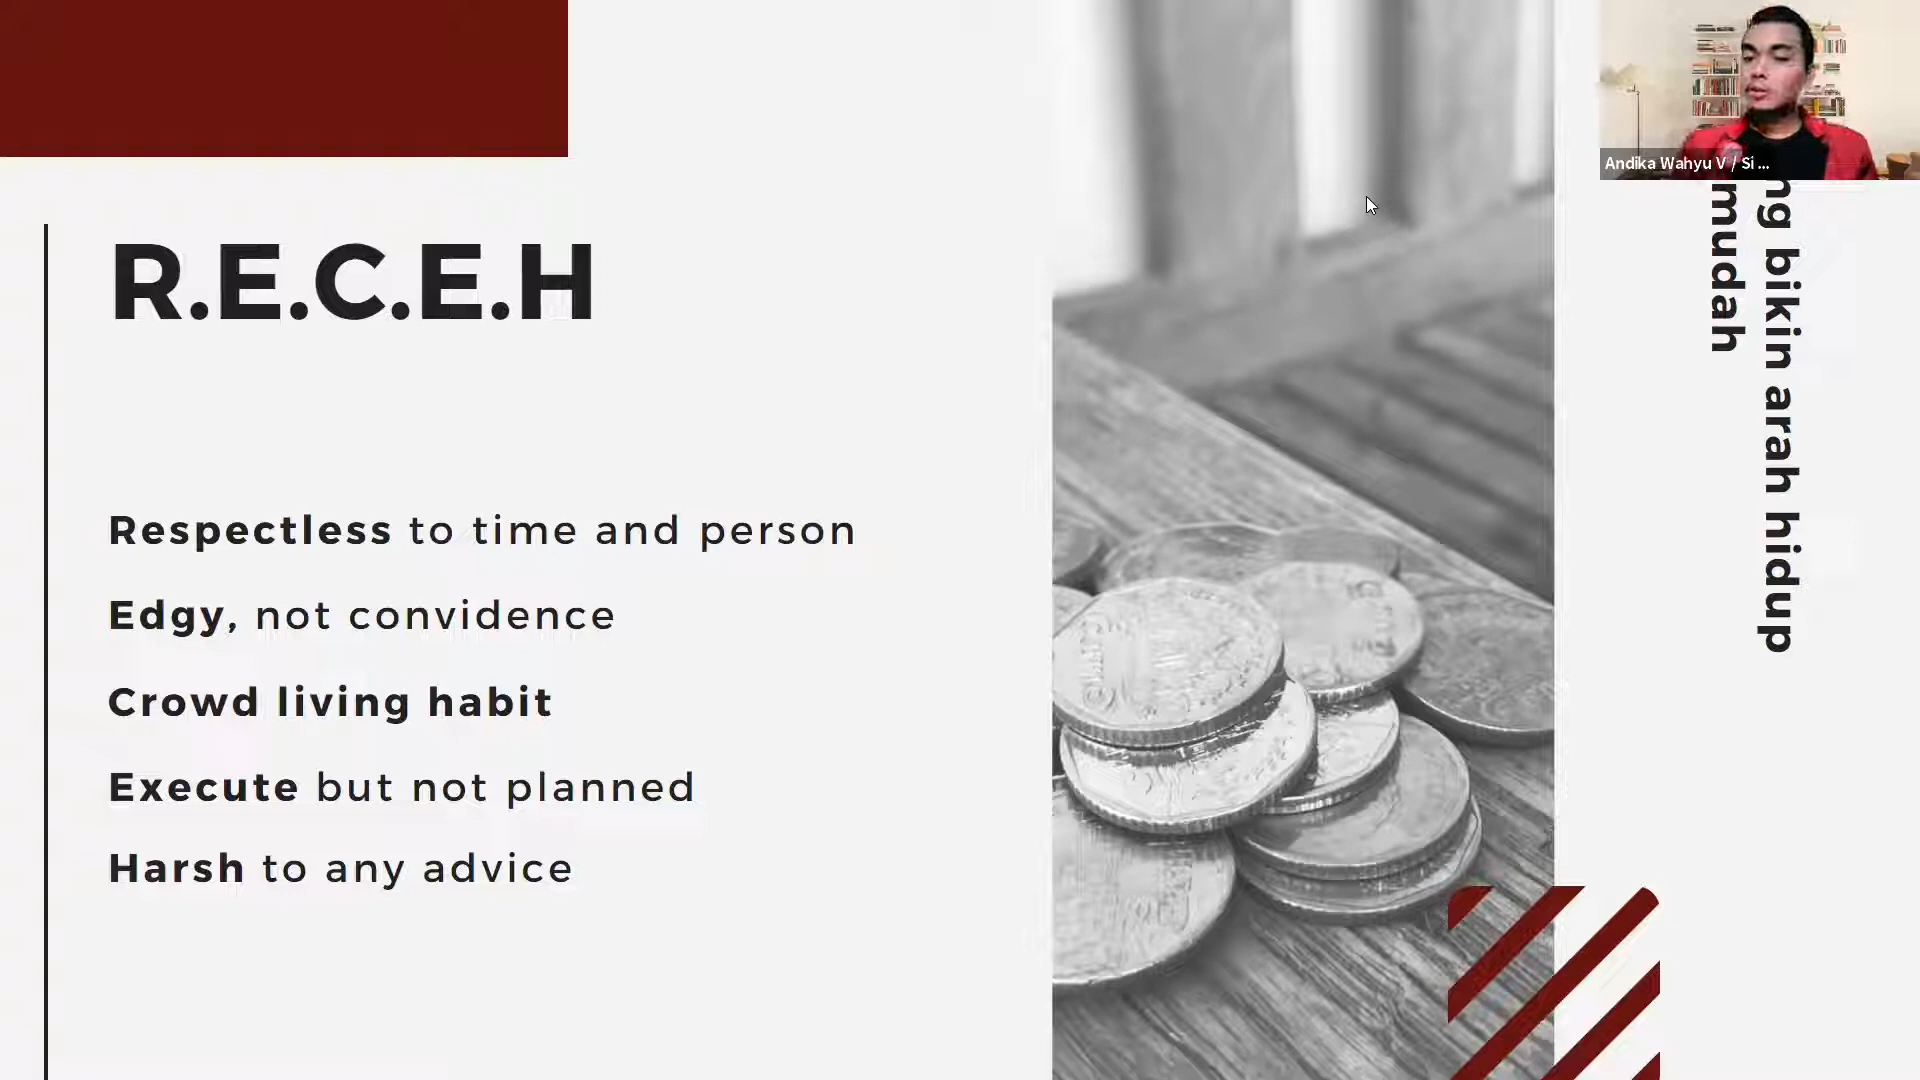 R.E.C.E.H
Respectless to time and person
Edgy, not convidence
Crowd living habit
Execute but not planned
Harsh to any advice
bikin arah hidup
mudah
Andika Wahyu V / Si ...